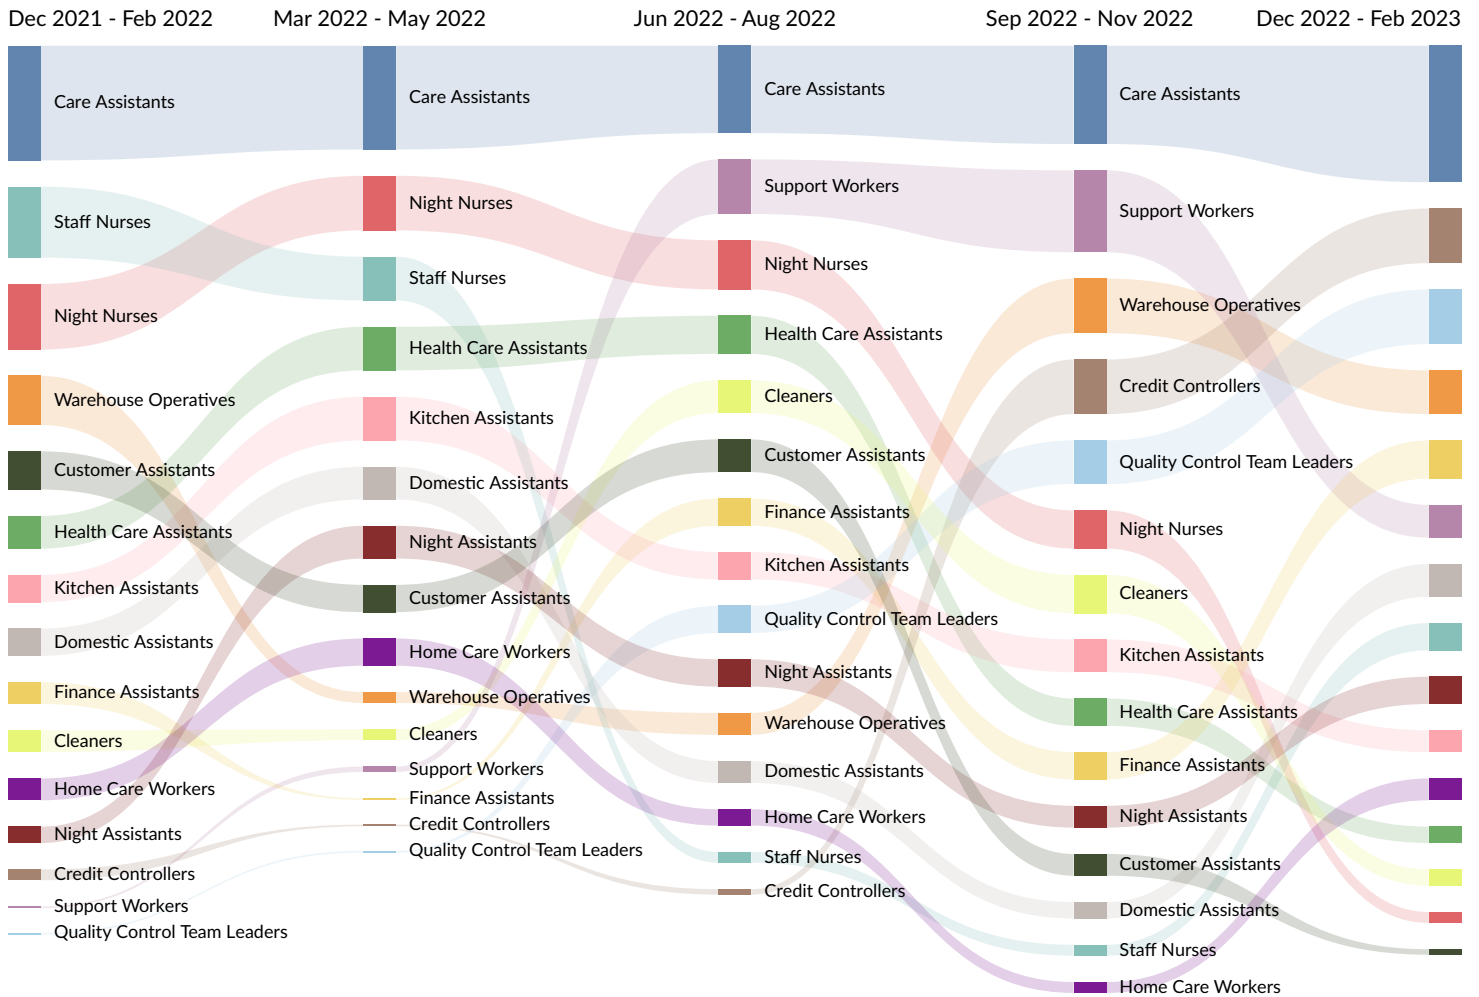 Dec 2021 - Feb 2022
Mar 2022 - May 2022
Jun 2022 - Aug 2022
Sep 2022 - Nov 2022
Dec 2022 - Feb 2023
Care Assistants
Staff Nurses
Night Nurses
Warehouse Operatives
Customer Assistants
Health Care Assistants
Kitchen Assistants
Domestic Assistants
Finance Assistants
Cleaners
Home Care Workers
Night Assistants
Credit Controllers
Support Workers
Quality Control Team Leaders
Care Assistants
Night Nurses
Staff Nurses
Health Care Assistants
Kitchen Assistants
Domestic Assistants
Night Assistants
Customer Assistants
Home Care Workers
Warehouse Operatives
Cleaners
Support Workers
Finance Assistants
Credit Controllers
Quality Control Team Leaders
Care Assistants
Support Workers
Night Nurses
Health Care Assistants
Cleaners
Customer Assistants
Finance Assistants
Kitchen Assistants
Quality Control Team Leaders
Night Assistants
Warehouse Operatives
Domestic Assistants
Home Care Workers
Staff Nurses
Credit Controllers
Care Assistants
Support Workers
Warehouse Operatives
Credit Controllers
Quality Control Team Leaders
Night Nurses
Cleaners
Kitchen Assistants
Health Care Assistants
Finance Assistants
Night Assistants
Customer Assistants
Domestic Assistants
Staff Nurses
Home Care Workers